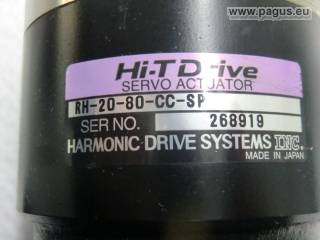 www.pagus.eu
Hi-T Drive
SERVO ACTUATOR
RH-20-80-CC-SP
SER NO. 268919
HARMONIC DRIVE SYSTEMS INC.
MADE IN JAPAN